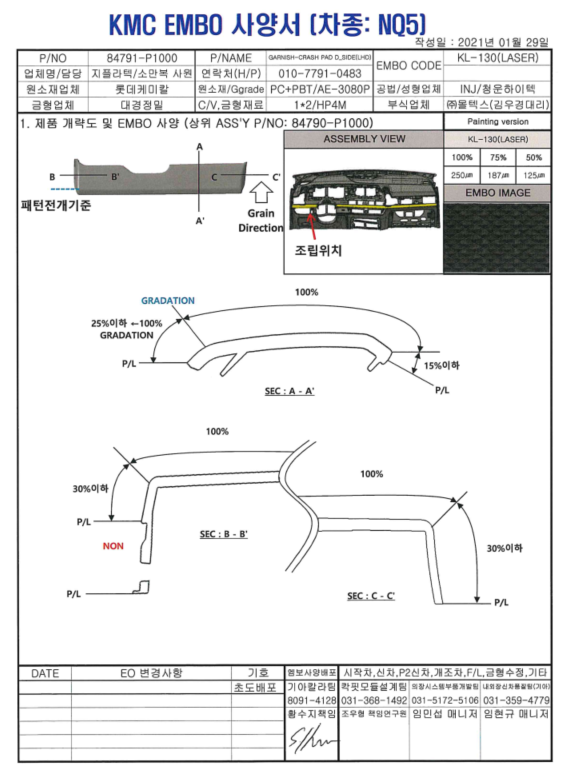 KMC EMBO 사양서 (차종: NQ5)
작성일 : 2021년 01월 29일
P/NO 84791-P1000 P/NAME GARNISH-CRASH PAD D_SIDE(LHD) EMBO CODE KL-130(LASER)
업체명/담당 지플라텍/소만복 사원 연락처(H/P) 010-7791-0483
원소재업체 롯데케미칼 원소재/Ggrade PC+PBT/AE-3080P 공법/성형업체 INJ/청문하이텍
금형업체 대경정밀 C/V,금형재료 1*2/HP4M 부식업체 ㈜몰텍스(김우경대리)
1. 제품 개략도 및 EMBO 사양 (상위 ASS'Y P/NO: 84790-P1000)
Painting version
ASSEMBLY VIEW
KL-130(LASER)
100% 75% 50%
250㎛ 187㎛ 125㎛
EMBO IMAGE
A
B B' C C'
A'
패턴전개기준
Grain
Direction
조립위치
100%
GRADATION
25%이하 ←100%
GRADATION
P/L
15%이하
P/L
SEC : A - A'
100%
30%이하
P/L
NON
SEC : B - B'
P/L
100%
30%이하
SEC : C - C'
P/L
DATE EO 변경사항 기호 엠보사양배포 시작차,신차,P2신차,개조차,F/L,금형수정,기타
초도배포 기아칼라팀 칵핏모듈설계팀 의장시스템부품개발팀 내외장신차품질팀(기아)
8091-4128 031-368-1492 031-5172-5106 031-359-4779
황수지책임 조우형 책임연구원 임인섭 매니저 임현규 매니저